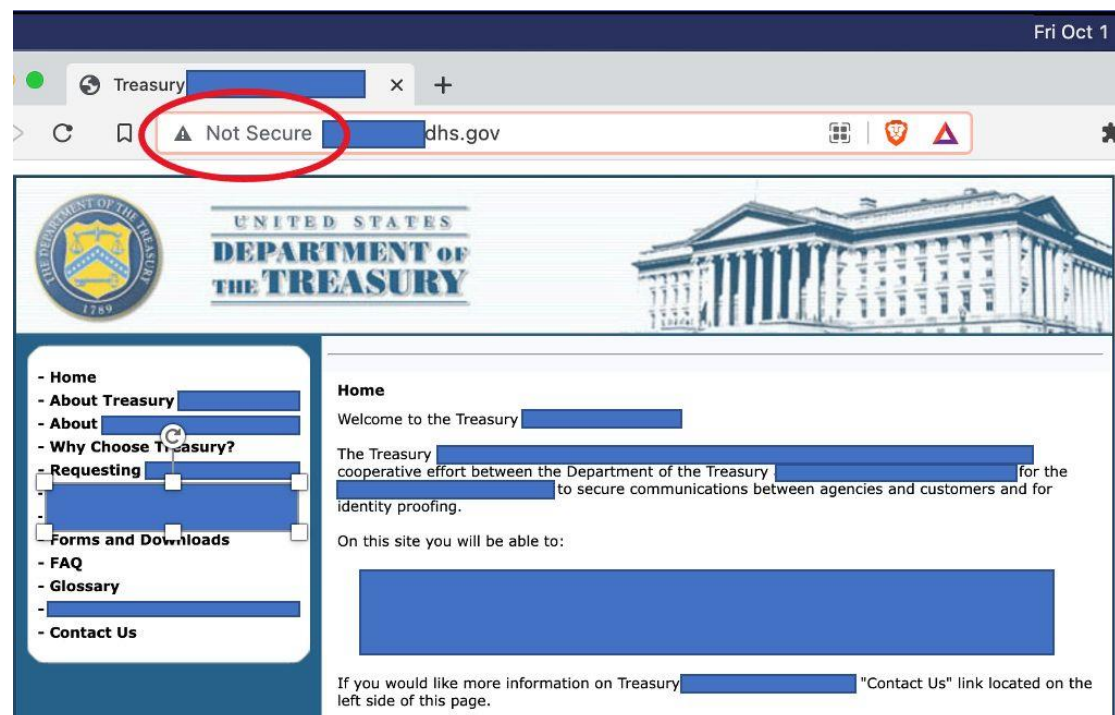 Fri Oct 1
Treasury
Not Secure dhs.gov
THE DEPARTMENT OF THE TREASURY
1789
UNITED STATES
DEPARTMENT OF
THE TREASURY
- Home
- About Treasury
- About
- Why Choose Treasury?
- Requesting
-
-
- Forms and Downloads
- FAQ
- Glossary
-
- Contact Us
Home
Welcome to the Treasury
The Treasury
cooperative effort between the Department of the Treasury for the
to secure communications between agencies and customers and for
identity proofing.
On this site you will be able to:
If you would like more information on Treasury "Contact Us" link located on the
left side of this page.